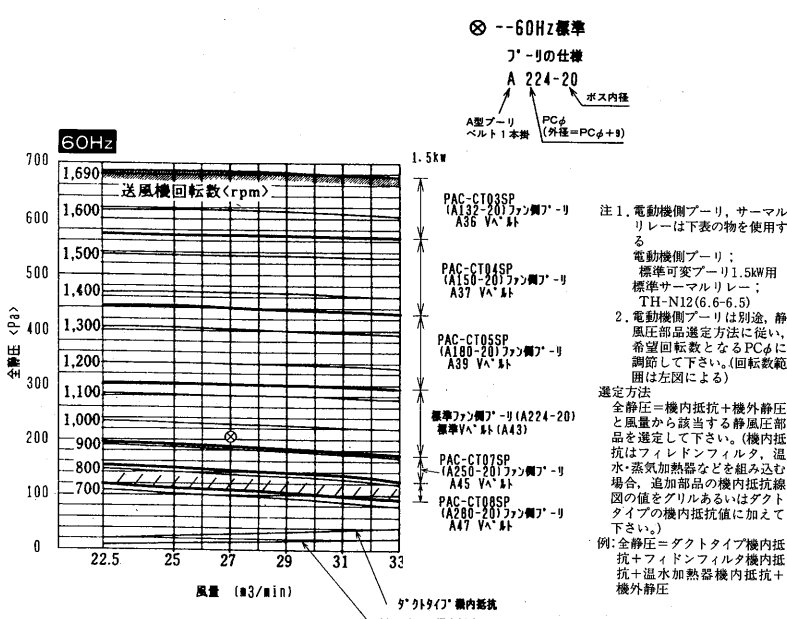 ⊗ --60Hz標準
プーリの仕様
A 224-20
ボス内径
A型プーリ
ベルト1本掛
PCφ
(外径=PCφ+9)
60Hz
1.5kw
全静圧 (Pa)
700
600
500
400
300
200
100
0
送風機回転数(rpm)
1,690
1,600
1,500
1,400
1,300
1,200
1,100
1,000
900
800
700
22.5 25 27 29 31 33
風量 (m3/min)
PAC-CT03SP
(A132-20)ファン側プーリ
A36 Vベルト
PAC-CT04SP
(A150-20)ファン側プーリ
A37 Vベルト
PAC-CT05SP
(A180-20)ファン側プーリ
A39 Vベルト
標準ファン側プーリ(A224-20)
標準Vベルト(A43)
PAC-CT07SP
(A250-20)ファン側プーリ
A45 Vベルト
PAC-CT08SP
(A280-20)ファン側プーリ
A47 Vベルト
ダクトタイプ機内抵抗
注1.電動機側プーリ,サーマル
リレーは下表の物を使用す
る
電動機側プーリ;
標準可変プーリ1.5kW用
標準サーマルリレー;
TH-N12(6.6-6.5)
2.電動機側プーリは別途,静
風圧部品選定方法に従い,
希望回転数となるPCφに
調節して下さい.(回転数範
囲は左図による)
選定方法
全静圧=機内抵抗+機外静圧
と風量から該当する静風圧部
品を選定して下さい.(機内抵
抗はフィレドンフィルタ,温
水・蒸気加熱器などを組み込む
場合,追加部品の機内抵抗線
図の値をグリルあるいはダクト
タイプの機内抵抗値に加えて
下さい.)
例:全静圧=ダクトタイプ機内抵
抗+フィドンフィルタ機内抵
抗+温水加熱器機内抵抗+
機外静圧